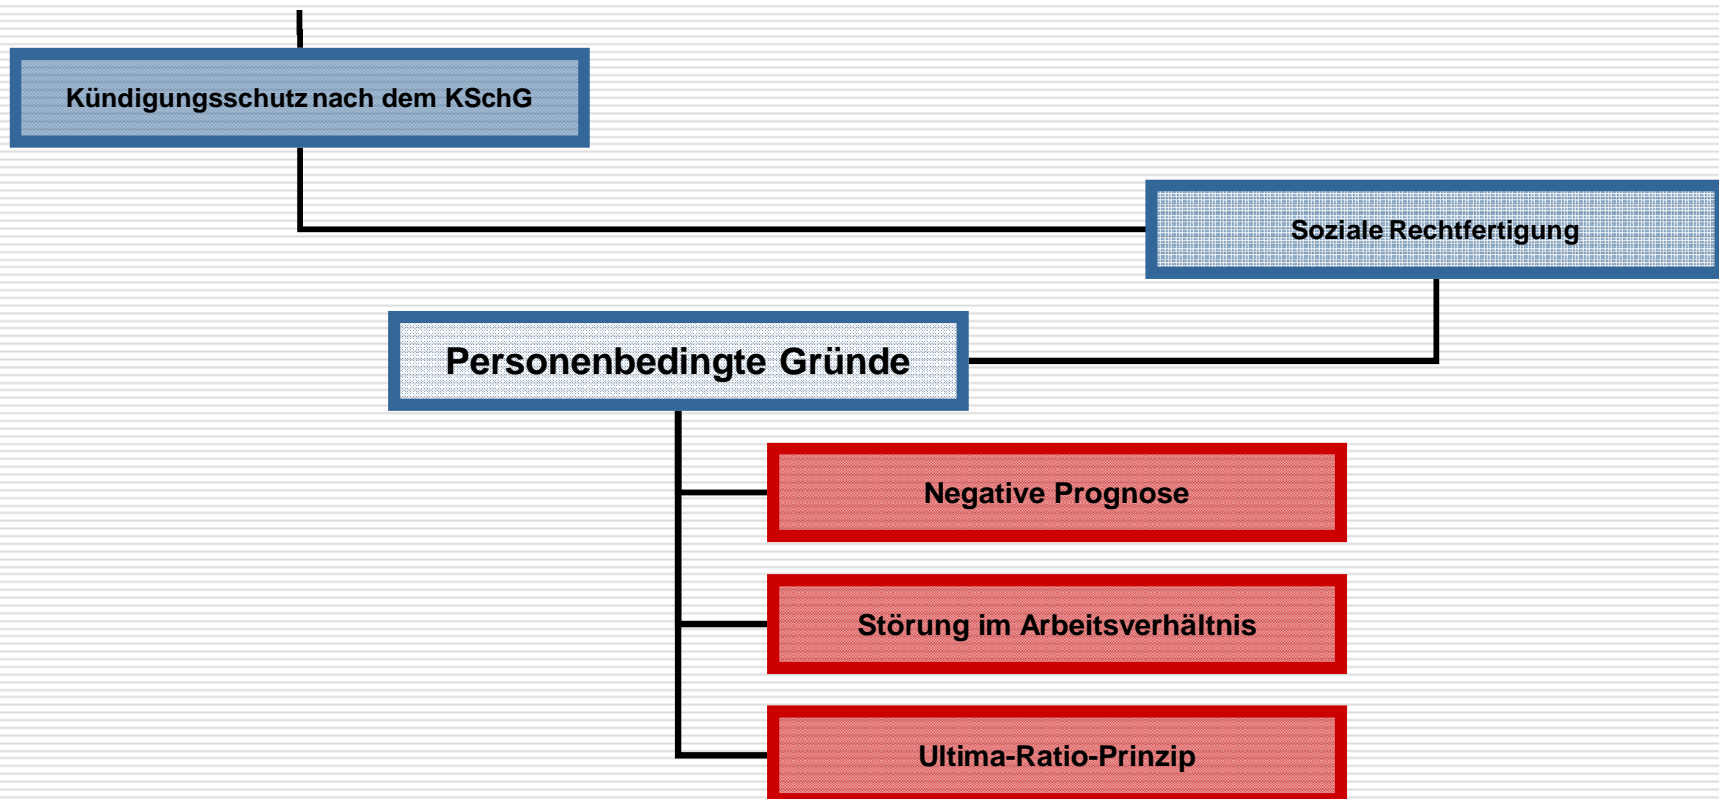 Kündigungsschutz nach dem KSchG
Soziale Rechtfertigung
Personenbedingte Gründe
Negative Prognose
Störung im Arbeitsverhältnis
Ultima-Ratio-Prinzip